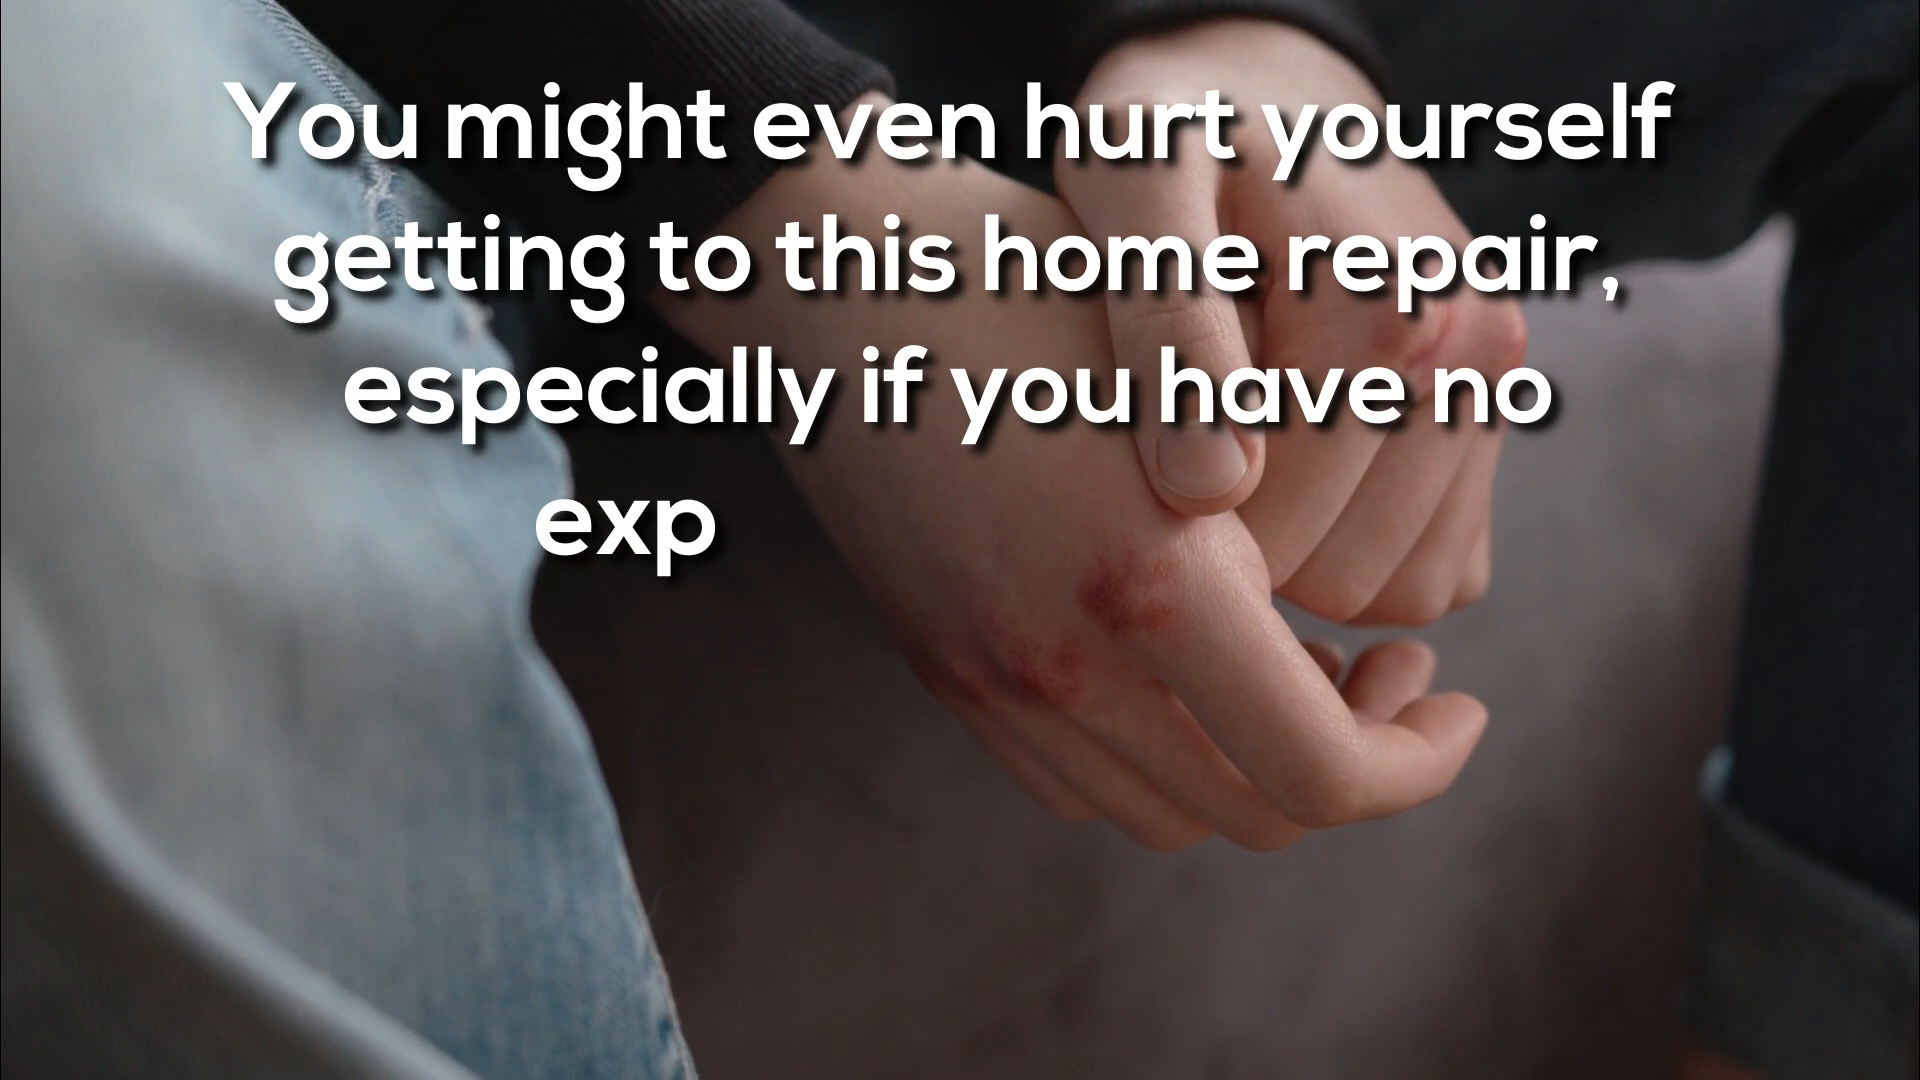 You might even hurt yourself
getting to this home repair,
especially if you have no
exp